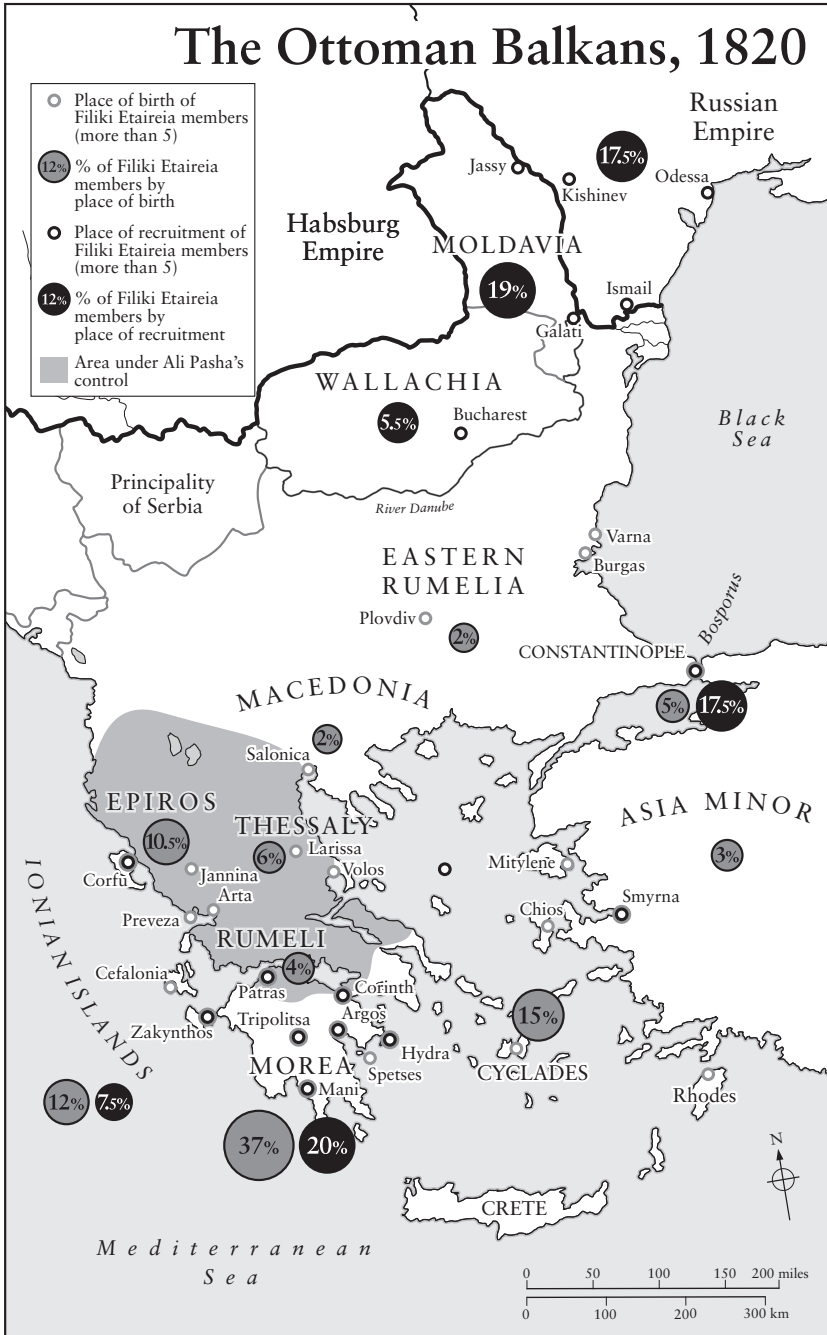 The Ottoman Balkans, 1820
Place of birth of
Filiki Etaireia members
(more than 5)
12%
% of Filiki Etaireia
members by
place of birth
Place of recruitment of
Filiki Etaireia members
(more than 5)
12%
% of Filiki Etaireia
members by
place of recruitment
Area under Ali Pasha's
control
Russian
Empire
17.5%
Jassy
Kishinev
Odessa
Habsburg
Empire
MOLDAVIA
19%
Ismail
Galati
WALLACHIA
5.5%
Bucharest
Black
Sea
Principality
of Serbia
River Danube
Varna
Burgas
EASTERN
RUMELIA
Plovdiv
2%
Bosporus
CONSTANTINOPLE
5%
17.5%
MACEDONIA
2%
Salonica
EPIROS
10.5%
THESSALY
6%
Larissa
Volos
Jannina
Corfu
Arta
Preveza
ASIA MINOR
3%
Mitylene
Chios
Smyrna
IONIAN ISLANDS
RUMELI
4%
Cefalonia
Patras
Corinth
Zakynthos
Tripolitsa
Argos
Hydra
MOREA
Spetses
Mani
15%
CYCLADES
Rhodes
12%
7.5%
37%
20%
N
CRETE
Mediterranean
Sea
0 50 100 150 200 miles
0 100 200 300 km